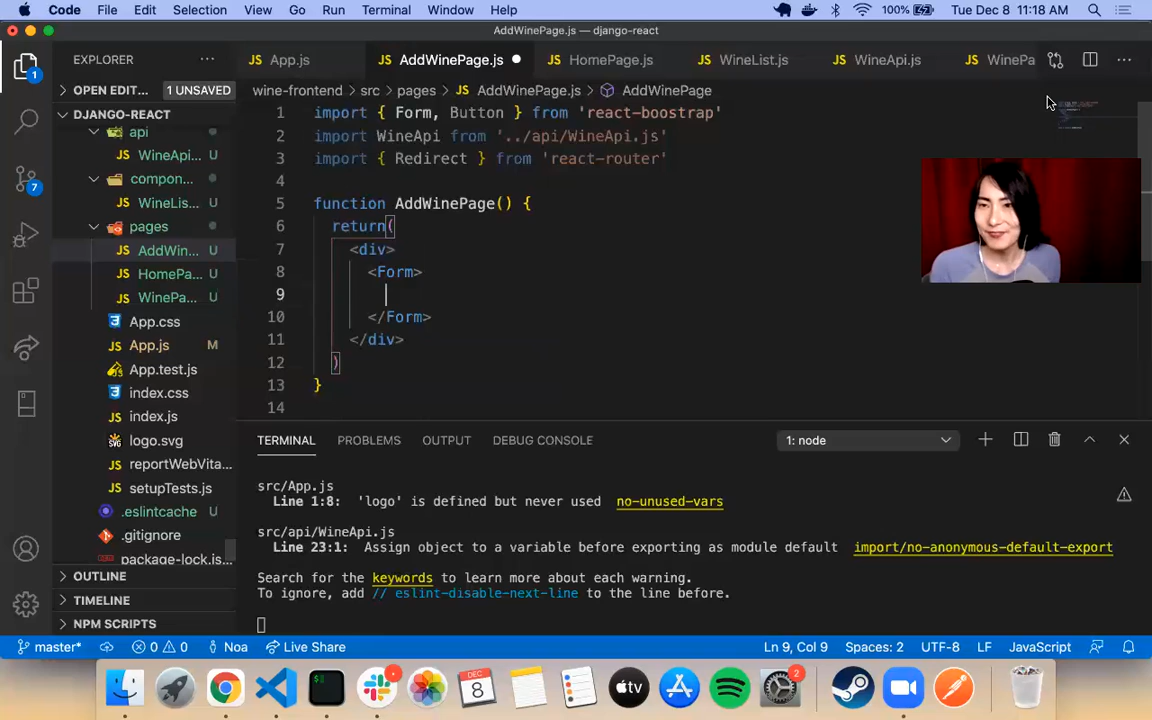 Code File Edit Selection View Go Run Terminal Window Help 100% Tue Dec 8 11:18 AM
AddWinePage.js — django-react
EXPLORER ···
JS App.js JS AddWinePage.js JS HomePage.js JS WineList.js JS WineApi.js JS WinePa ···
OPEN EDIT... 1 UNSAVED
wine-frontend > src > pages > JS AddWinePage.js > AddWinePage
DJANGO-REACT
api
JS WineApi... U
compon...
JS WineLis... U
pages
JS AddWin... U
JS HomePa... U
JS WinePa... U
App.css
JS App.js M
App.test.js
index.css
JS index.js
logo.svg
JS reportWebVita...
JS setupTests.js
.eslintcache U
.gitignore
package-lock.js...
OUTLINE
TIMELINE
NPM SCRIPTS
1
7
1 import { Form, Button } from 'react-boostrap'
2 import WineApi from '../api/WineApi.js'
3 import { Redirect } from 'react-router'
4
5 function AddWinePage() {
6 return(
7 <div>
8 <Form>
9
10 </Form>
11 </div>
12 )
13 }
14
TERMINAL PROBLEMS OUTPUT DEBUG CONSOLE 1: node
src/App.js
Line 1:8: 'logo' is defined but never used no-unused-vars
src/api/WineApi.js
Line 23:1: Assign object to a variable before exporting as module default import/no-anonymous-default-export
Search for the keywords to learn more about each warning.
To ignore, add // eslint-disable-next-line to the line before.
master* 0 0 Noa Live Share Ln 9, Col 9 Spaces: 2 UTF-8 LF JavaScript
DEC
8
tv
2